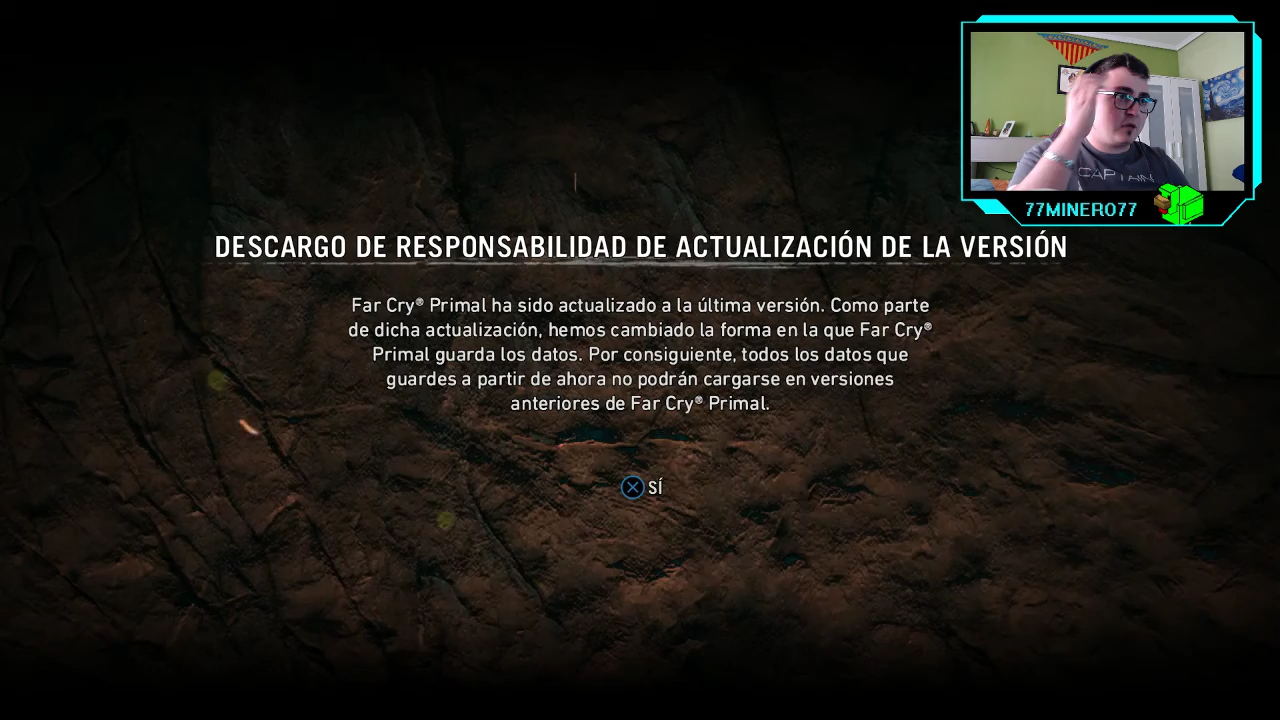 CAPTAIN
77MINERO77
DESCARGO DE RESPONSABILIDAD DE ACTUALIZACIÓN DE LA VERSIÓN
Far Cry® Primal ha sido actualizado a la última versión. Como parte
de dicha actualización, hemos cambiado la forma en la que Far Cry®
Primal guarda los datos. Por consiguiente, todos los datos que
guardes a partir de ahora no podrán cargarse en versiones
anteriores de Far Cry® Primal.
SÍ